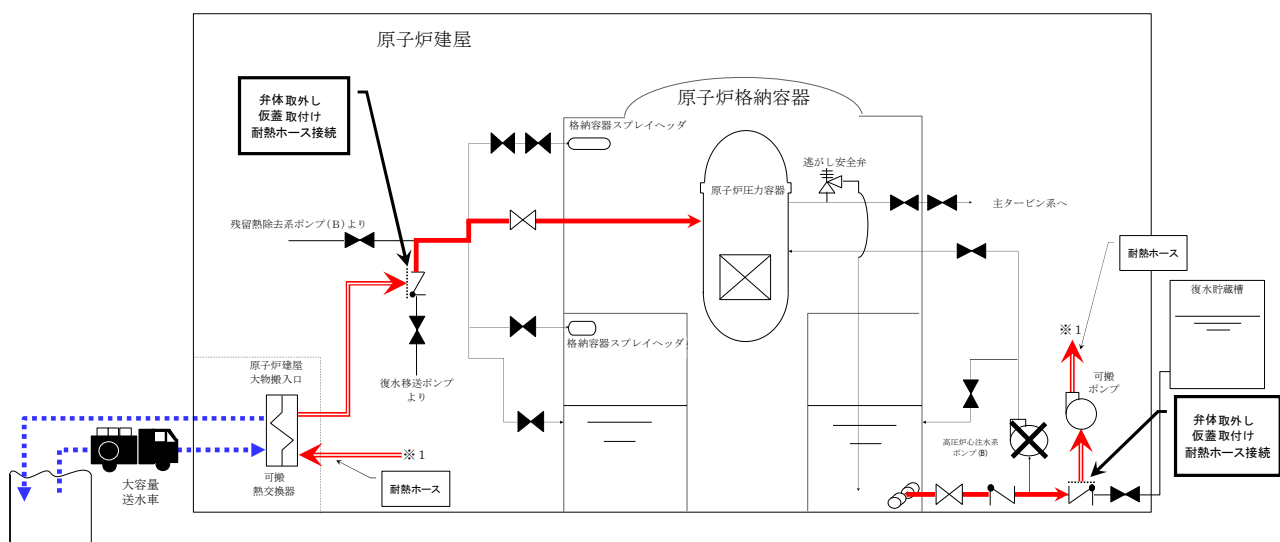 原子炉建屋
弁体取外し
仮蓋取付け
耐熱ホース接続
原子炉格納容器
格納容器スプレイヘッダ
逃がし安全弁
原子炉圧力容器
主タービン系へ
残留熱除去系ポンプ(B)より
耐熱ホース
復水貯蔵槽
※1
格納容器スプレイヘッダ
原子炉建屋
大物搬入口
復水移送ポンプ
より
可搬
ポンプ
弁体取外し
仮蓋取付け
耐熱ホース接続
高圧炉心注水系
ポンプ(B)
※1
大容量
送水車
可搬
熱交換器
耐熱ホース